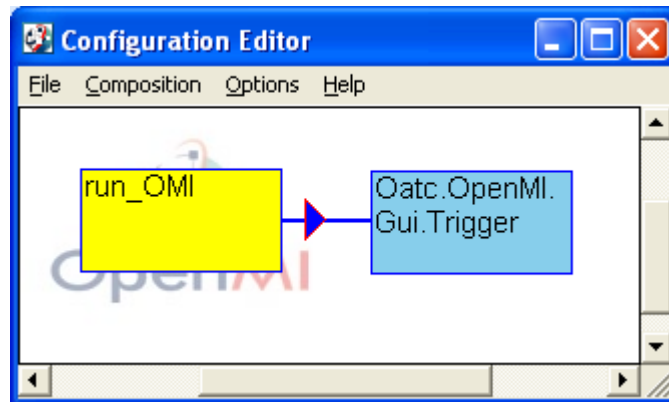 Configuration Editor
File Composition Options Help
run_OMI
Oatc.OpenMI.
Gui.Trigger
OpenMI